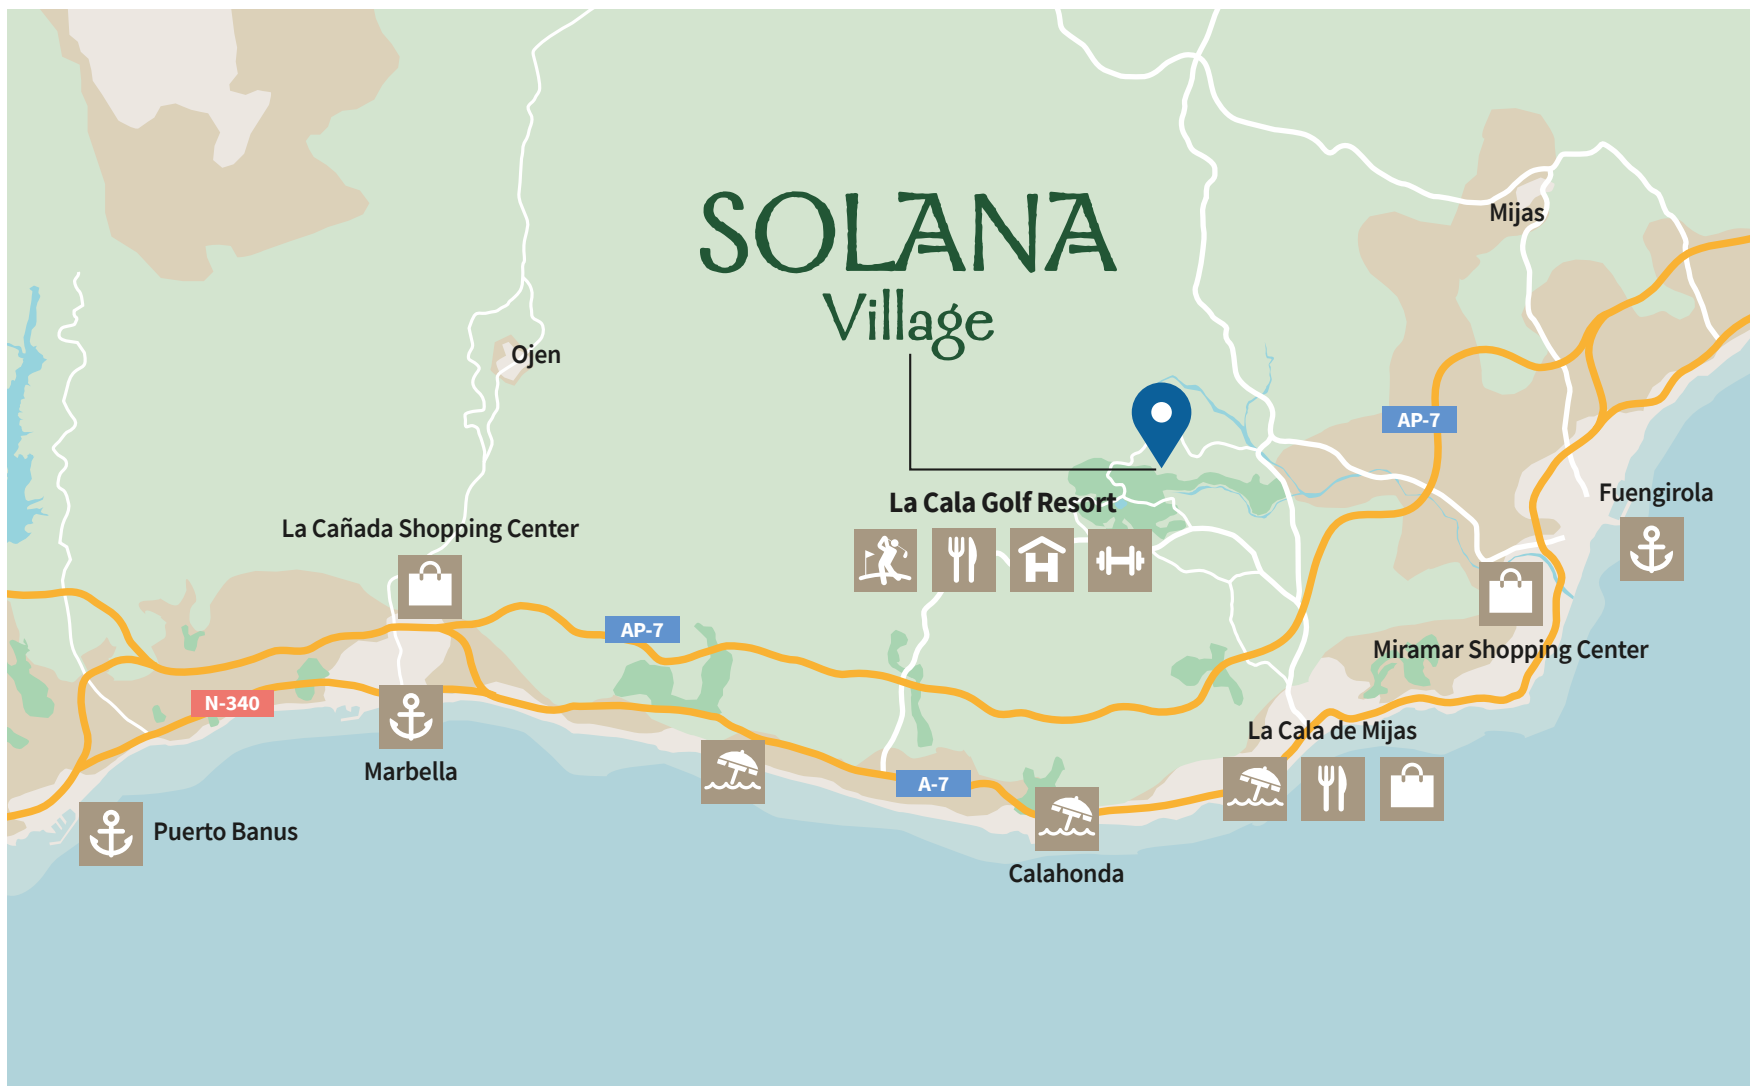 SOLANA
Village
Mijas
Ojen
AP-7
La Cala Golf Resort
Fuengirola
La Cañada Shopping Center
AP-7
Miramar Shopping Center
N-340
La Cala de Mijas
Marbella
A-7
Puerto Banus
Calahonda